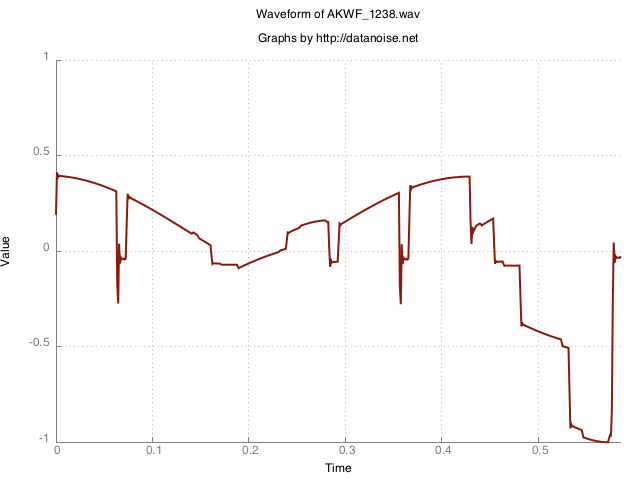 Waveform of AKWF_1238.wav
Graphs by http://datanoise.net
1
0.5
0
-0.5
-1
Value
0 0.1 0.2 0.3 0.4 0.5
Time